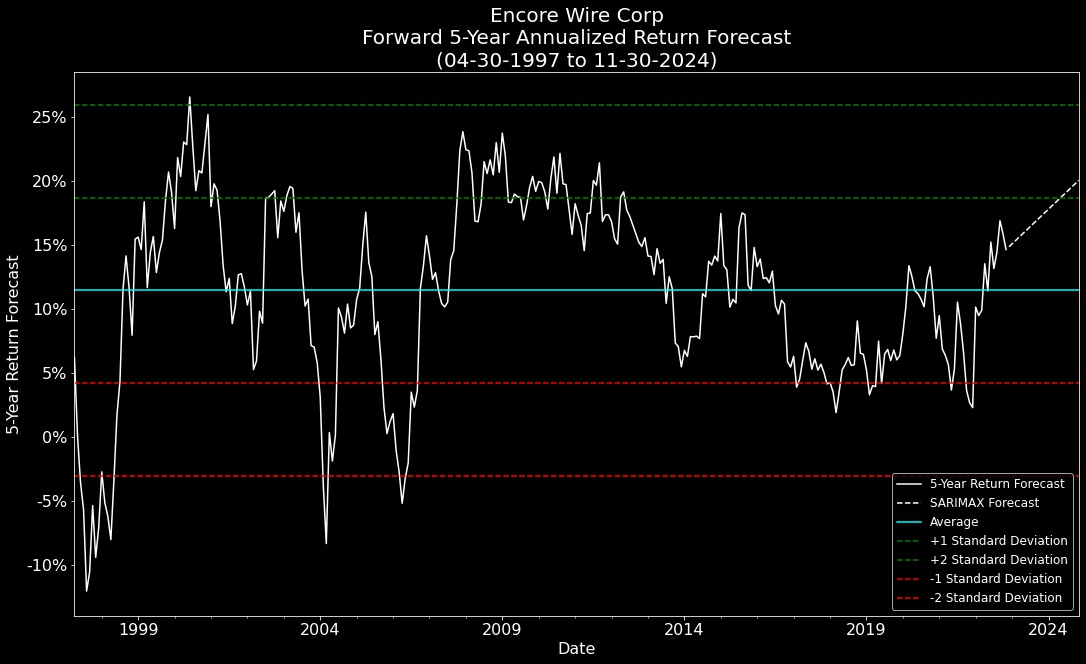 Encore Wire Corp
Forward 5-Year Annualized Return Forecast
(04-30-1997 to 11-30-2024)
5-Year Return Forecast
25%
20%
15%
10%
5%
0%
-5%
-10%
5-Year Return Forecast
SARIMAX Forecast
Average
+1 Standard Deviation
+2 Standard Deviation
-1 Standard Deviation
-2 Standard Deviation
1999
2004
2009
2014
2019
2024
Date